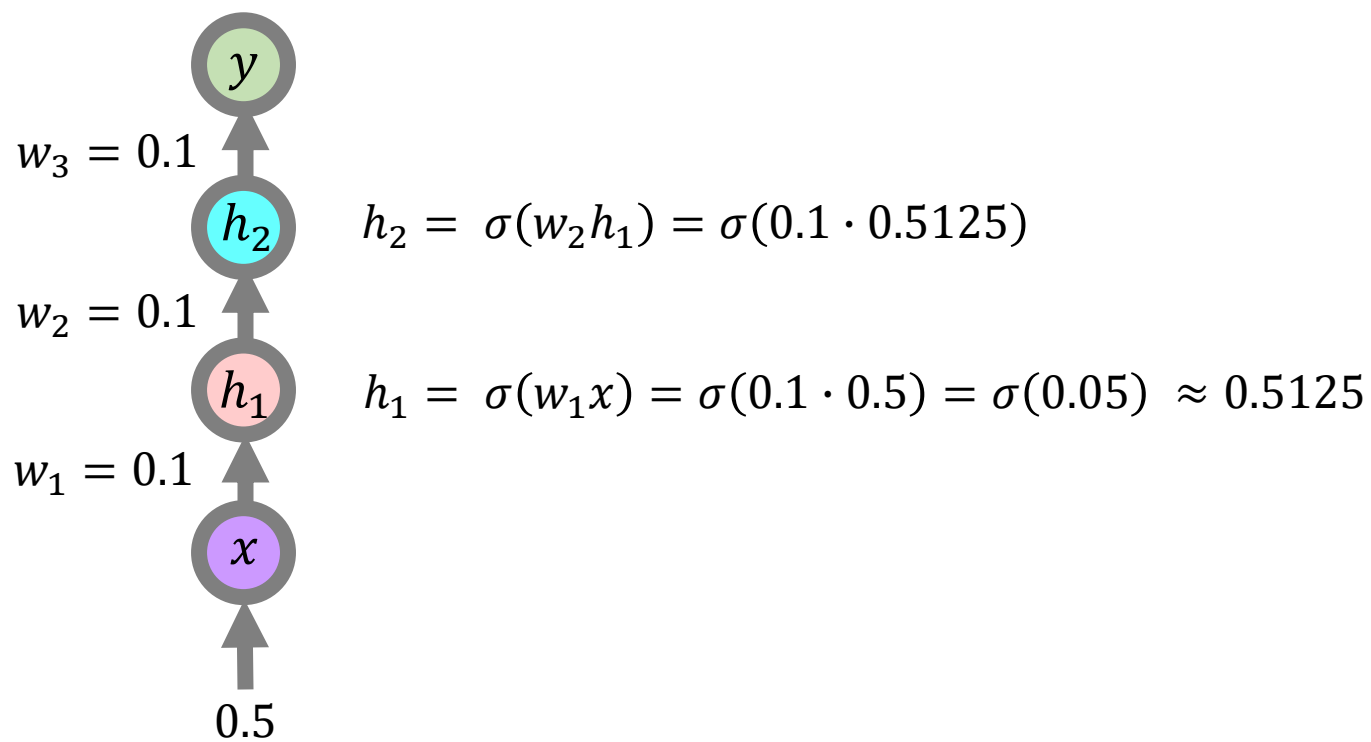 y
w₃ = 0.1
h₂ h₂ = σ(w₂h₁) = σ(0.1 · 0.5125)
w₂ = 0.1
h₁ h₁ = σ(w₁x) = σ(0.1 · 0.5) = σ(0.05) ≈ 0.5125
w₁ = 0.1
x
0.5